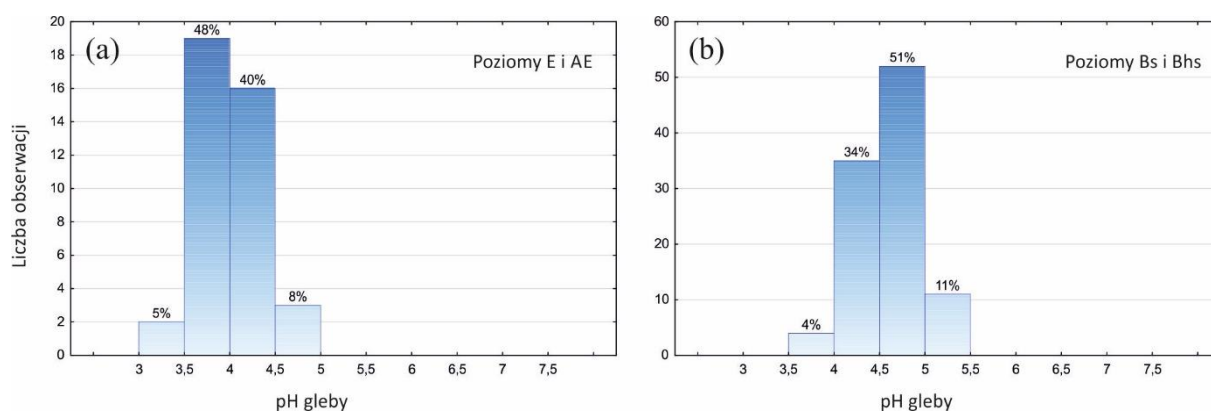 (a)
Poziomy E i AE
Liczba obserwacji
20
18
16
14
12
10
8
6
4
2
0
5%
48%
40%
8%
3 3,5 4 4,5 5 5,5 6 6,5 7 7,5
pH gleby
(b)
Poziomy Bs i Bhs
60
50
40
30
20
10
0
4%
34%
51%
11%
3 3,5 4 4,5 5 5,5 6 6,5 7 7,5
pH gleby